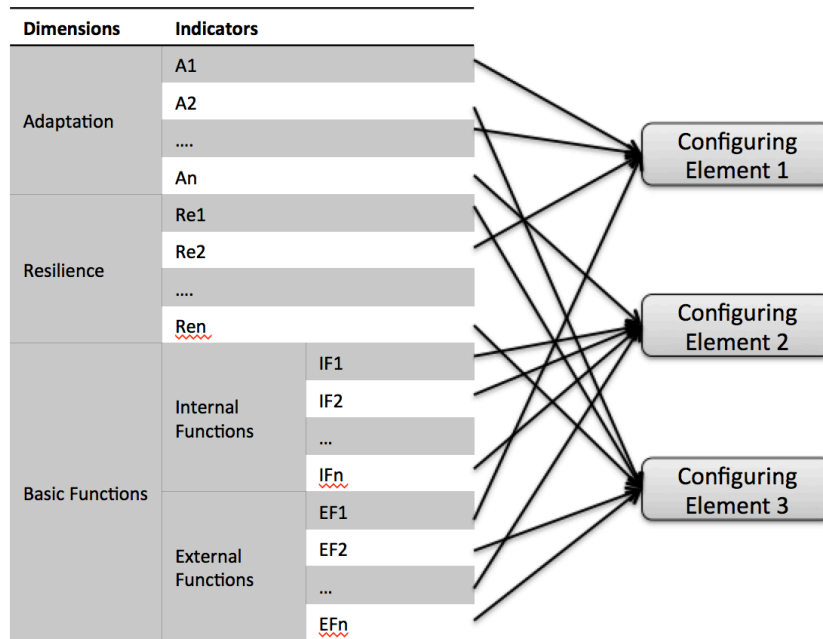 Dimensions Indicators
Adaptation
A1
A2
....
An
Resilience
Re1
Re2
....
Ren
Basic Functions
Internal
Functions
IF1
IF2
...
IFn
External
Functions
EF1
EF2
...
EFn
Configuring
Element 1
Configuring
Element 2
Configuring
Element 3